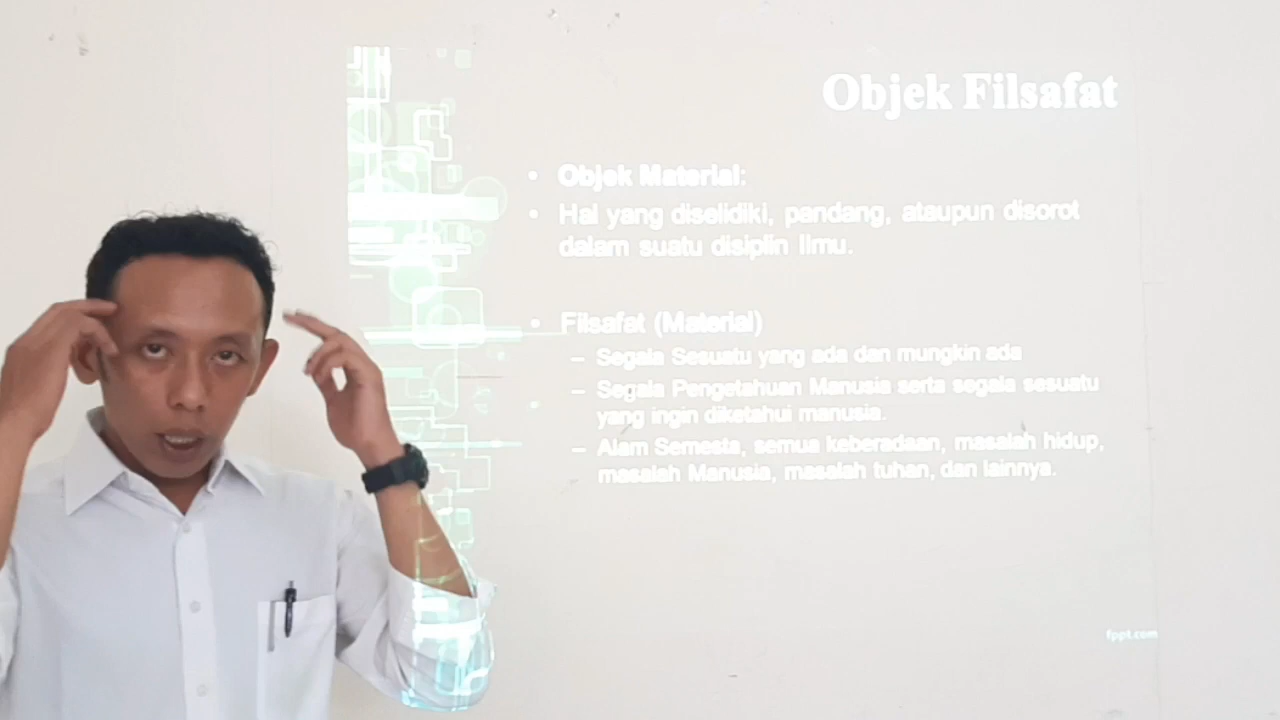 Objek Filsafat
• Objek Material:
• Hal yang diselidiki, pandang, ataupun disorot
dalam suatu disiplin Ilmu.
• Filsafat (Material)
– Segala Sesuatu yang ada dan mungkin ada
– Segala Pengetahuan Manusia serta segala sesuatu
yang ingin diketahui manusia.
– Alam Semesta, semua keberadaan, masalah hidup,
masalah Manusia, masalah tuhan, dan lainnya.
fppt.com